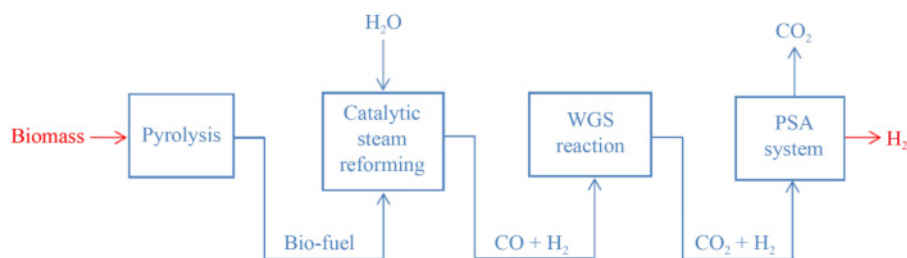 H₂O
CO₂
Biomass
Pyrolysis
Catalytic
steam
reforming
WGS
reaction
PSA
system
H₂
Bio-fuel
CO + H₂
CO₂ + H₂